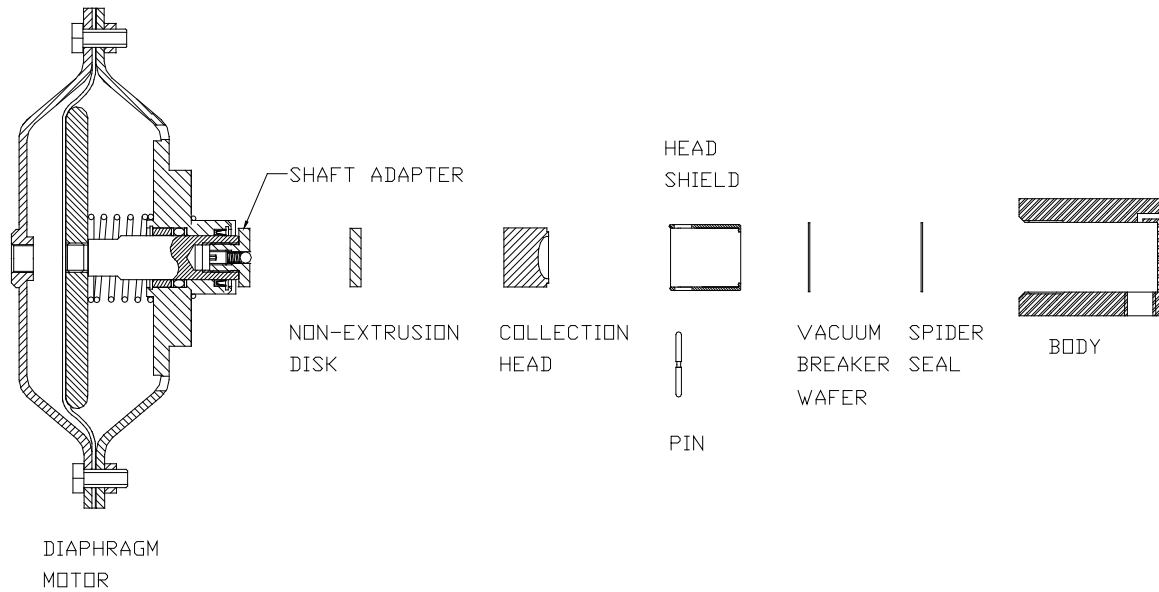 HEAD
SHIELD
SHAFT ADAPTER
NON-EXTRUSION
DISK
COLLECTION
HEAD
VACUUM
BREAKER
WAFER
SPIDER
SEAL
BODY
PIN
DIAPHRAGM
MOTOR